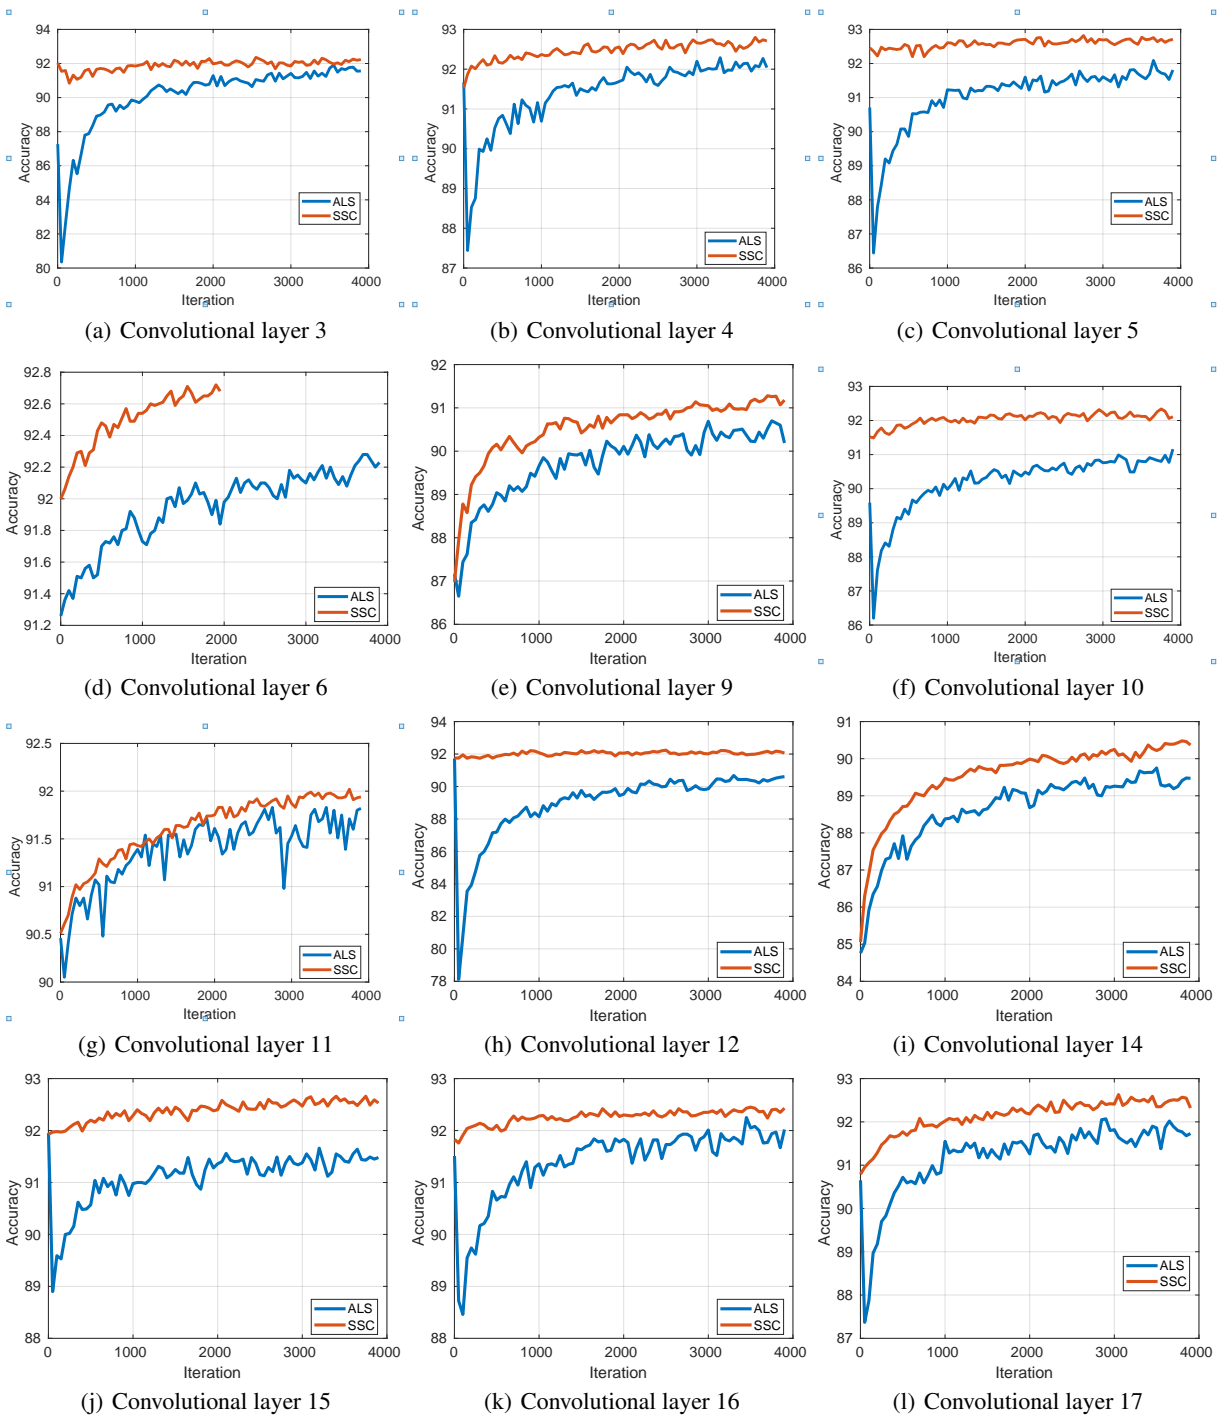 94
92
90
88
86
84
82
80
Accuracy
ALS
SSC
0
1000
2000
3000
4000
Iteration
(a) Convolutional layer 3
93
92
91
90
89
88
87
Accuracy
ALS
SSC
0
1000
2000
3000
4000
Iteration
(b) Convolutional layer 4
93
92
91
90
89
88
87
86
Accuracy
ALS
SSC
0
1000
2000
3000
4000
Iteration
(c) Convolutional layer 5
92.8
92.6
92.4
92.2
92
91.8
91.6
91.4
91.2
Accuracy
ALS
SSC
0
1000
2000
3000
4000
Iteration
(d) Convolutional layer 6
92
91
90
89
88
87
86
Accuracy
ALS
SSC
0
1000
2000
3000
4000
Iteration
(e) Convolutional layer 9
93
92
91
90
89
88
87
86
Accuracy
ALS
SSC
0
1000
2000
3000
4000
Iteration
(f) Convolutional layer 10
92.5
92
91.5
91
90.5
90
Accuracy
ALS
SSC
0
1000
2000
3000
4000
Iteration
(g) Convolutional layer 11
94
92
90
88
86
84
82
80
78
Accuracy
ALS
SSC
0
1000
2000
3000
4000
Iteration
(h) Convolutional layer 12
91
90
89
88
87
86
85
84
Accuracy
ALS
SSC
0
1000
2000
3000
4000
Iteration
(i) Convolutional layer 14
93
92
91
90
89
88
Accuracy
ALS
SSC
0
1000
2000
3000
4000
Iteration
(j) Convolutional layer 15
93
92
91
90
89
88
Accuracy
ALS
SSC
0
1000
2000
3000
4000
Iteration
(k) Convolutional layer 16
93
92
91
90
89
88
87
Accuracy
ALS
SSC
0
1000
2000
3000
4000
Iteration
(l) Convolutional layer 17